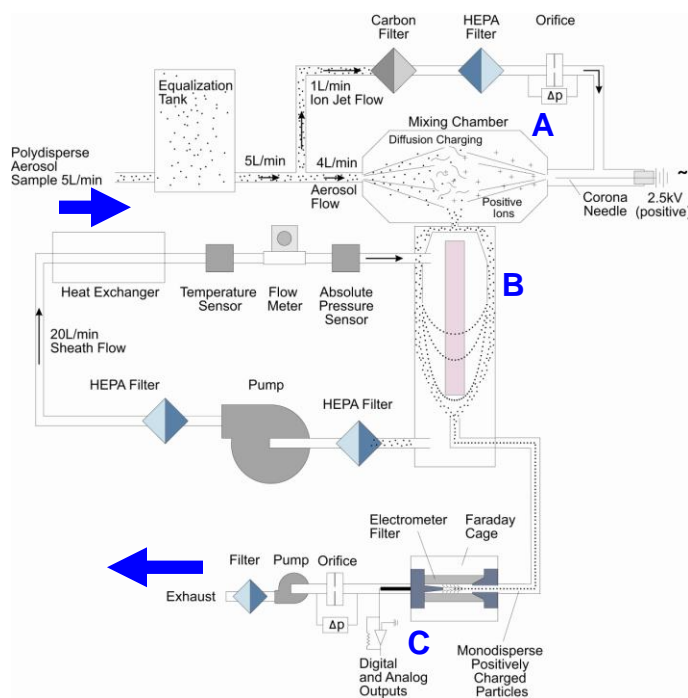 Carbon
Filter
HEPA
Filter
Orifice
Equalization
Tank
1L/min
Ion Jet Flow
Δp
A
Mixing Chamber
Diffusion Charging
Polydisperse
Aerosol
Sample 5L/min
5L/min
4L/min
Aerosol
Flow
Positive
Ions
Corona
Needle
~
2.5kV
(positive)
B
Heat Exchanger
Temperature
Sensor
Flow
Meter
Absolute
Pressure
Sensor
20L/min
Sheath Flow
HEPA Filter
Pump
HEPA Filter
Electrometer
Filter
Faraday
Cage
Filter
Pump
Orifice
Exhaust
Δp
C
Digital
and Analog
Outputs
Monodisperse
Positively
Charged
Particles